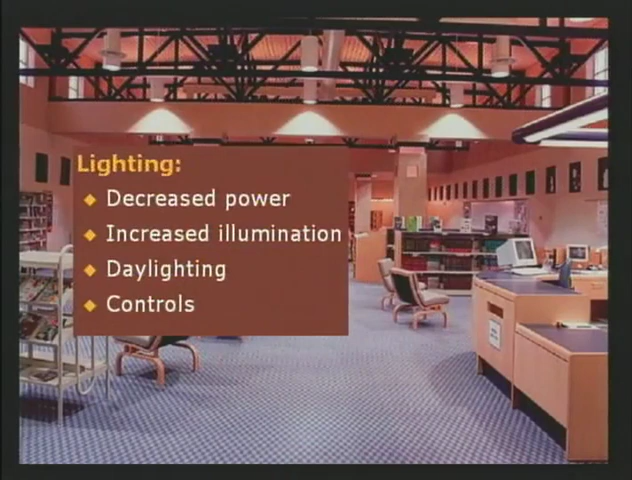 Lighting:
◆ Decreased power
◆ Increased illumination
◆ Daylighting
◆ Controls